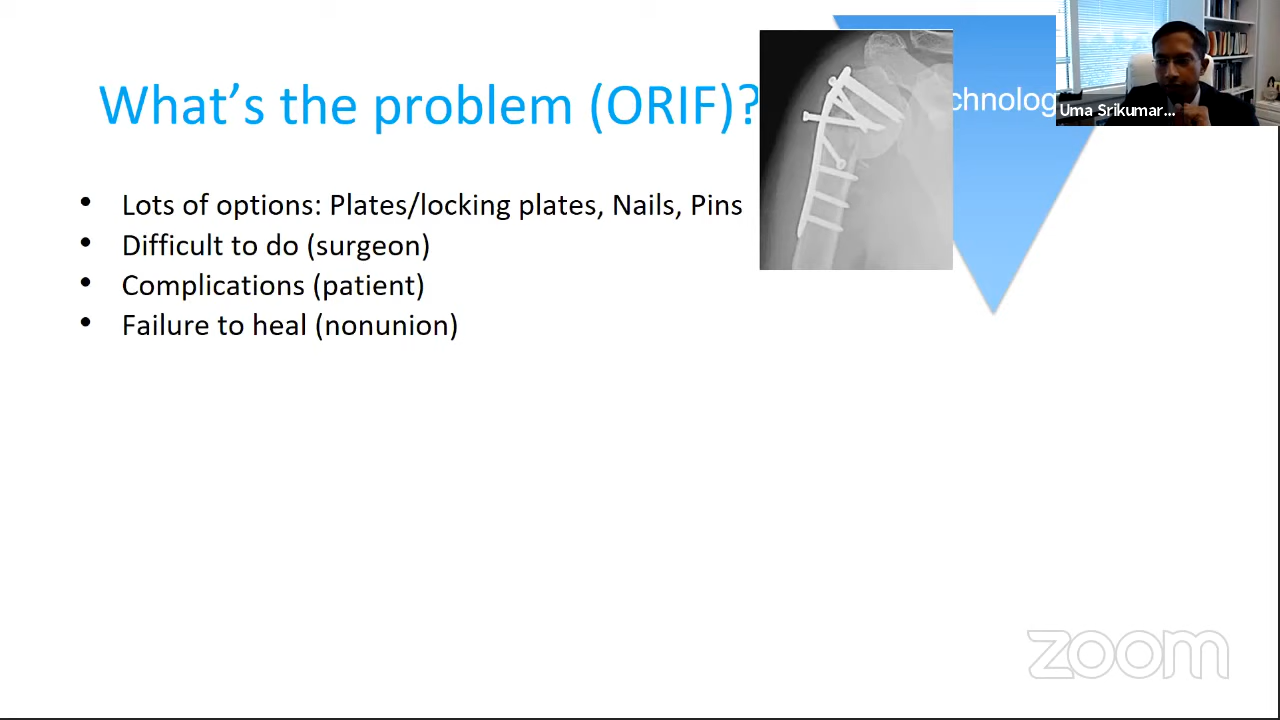 What's the problem (ORIF)?
chnolog
Uma Srikumar...
• Lots of options: Plates/locking plates, Nails, Pins
• Difficult to do (surgeon)
• Complications (patient)
• Failure to heal (nonunion)
zoom